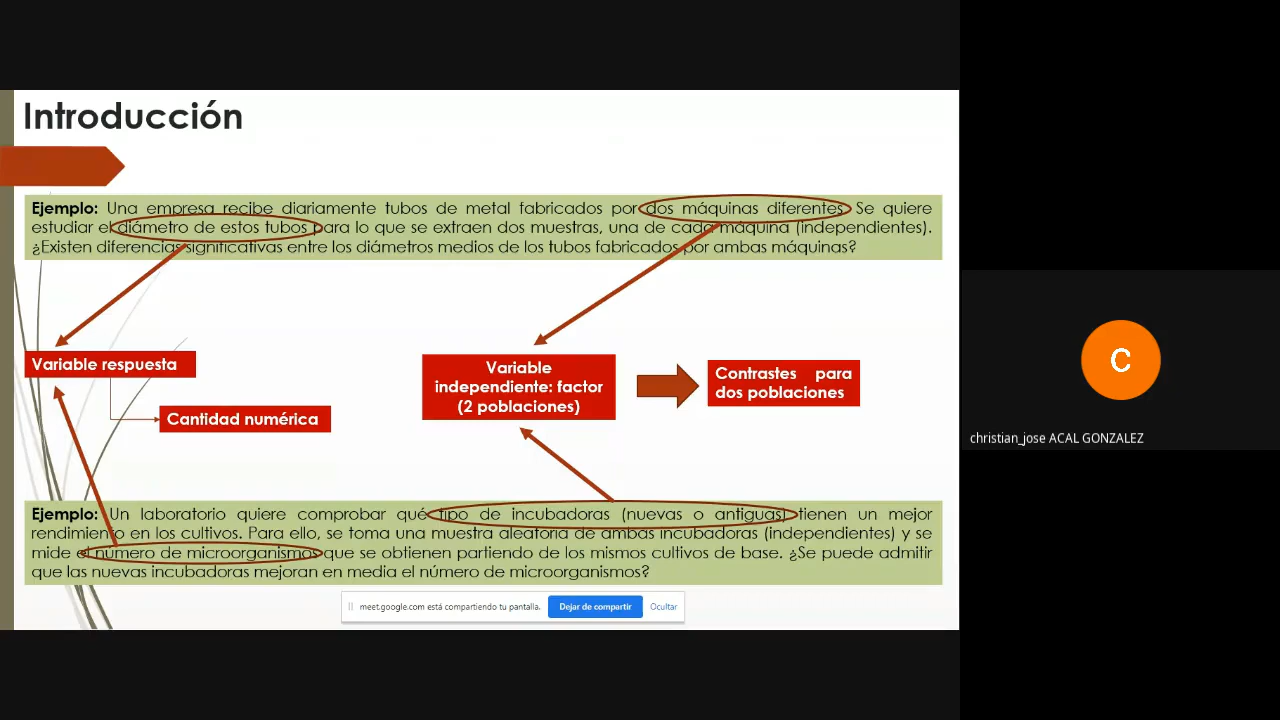 Introducción
Ejemplo: Una empresa recibe diariamente tubos de metal fabricados por dos máquinas diferentes. Se quiere
estudiar el diámetro de estos tubos para lo que se extraen dos muestras, una de cada máquina (independientes).
¿Existen diferencias significativas entre los diámetros medios de los tubos fabricados por ambas máquinas?
Variable respuesta
Cantidad numérica
Variable
independiente: factor
(2 poblaciones)
Contrastes para
dos poblaciones
C
christian_jose ACAL GONZALEZ
Ejemplo: Un laboratorio quiere comprobar qué tipo de incubadoras (nuevas o antiguas) tienen un mejor
rendimiento en los cultivos. Para ello, se toma una muestra aleatoria de ambas incubadoras (independientes) y se
mide el número de microorganismos que se obtienen partiendo de los mismos cultivos de base. ¿Se puede admitir
que las nuevas incubadoras mejoran en media el número de microorganismos?
meet.google.com está compartiendo tu pantalla.
Dejar de compartir
Ocultar